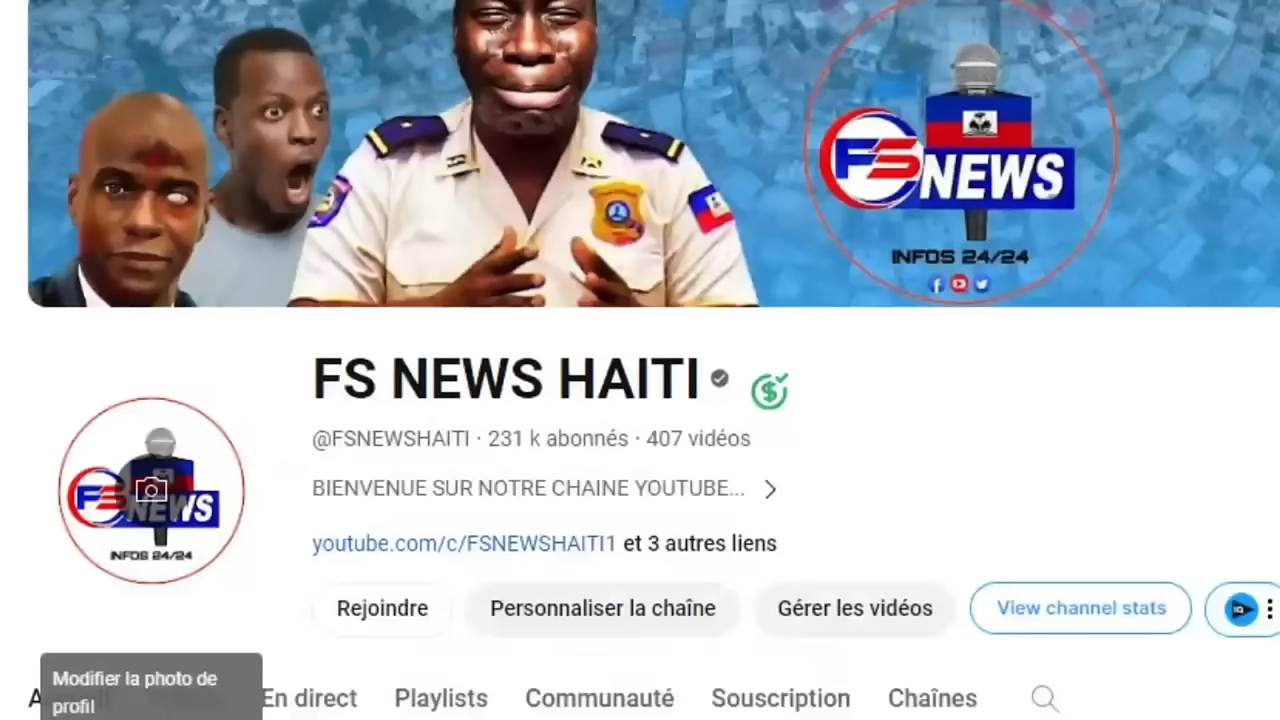 FS NEWS
INFOS 24/24
FS NEWS HAITI
@FSNEWSHAITI · 231 k abonnés · 407 vidéos
BIENVENUE SUR NOTRE CHAINE YOUTUBE...
youtube.com/c/FSNEWSHAITI1 et 3 autres liens
FS NEWS
INFOS 24/24
Rejoindre Personnaliser la chaîne Gérer les vidéos View channel stats IQ
Modifier la photo de
profil
En direct Playlists Communauté Souscription Chaînes